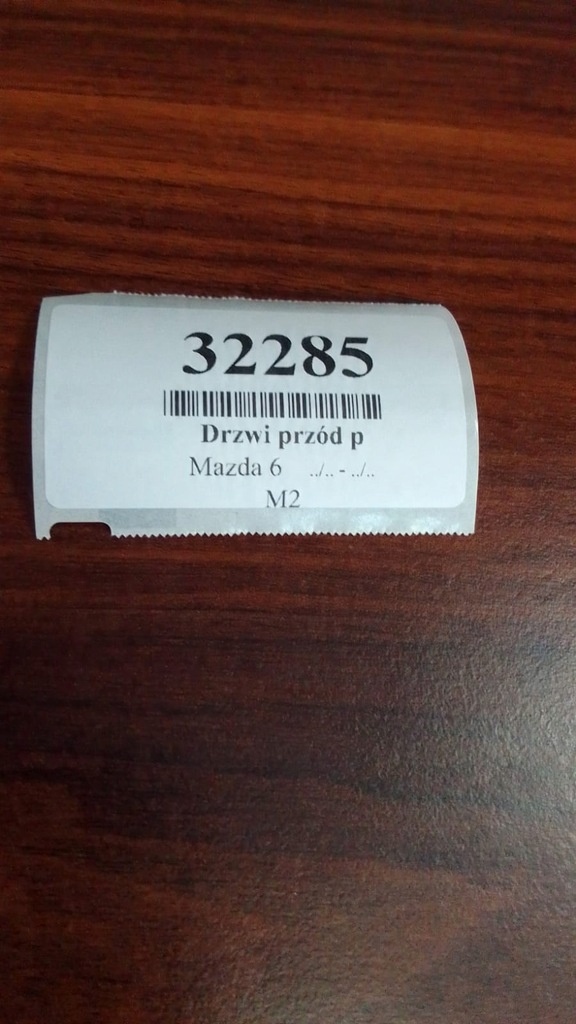 32285
Drzwi przód p
Mazda 6 ../.. - ../..
M2